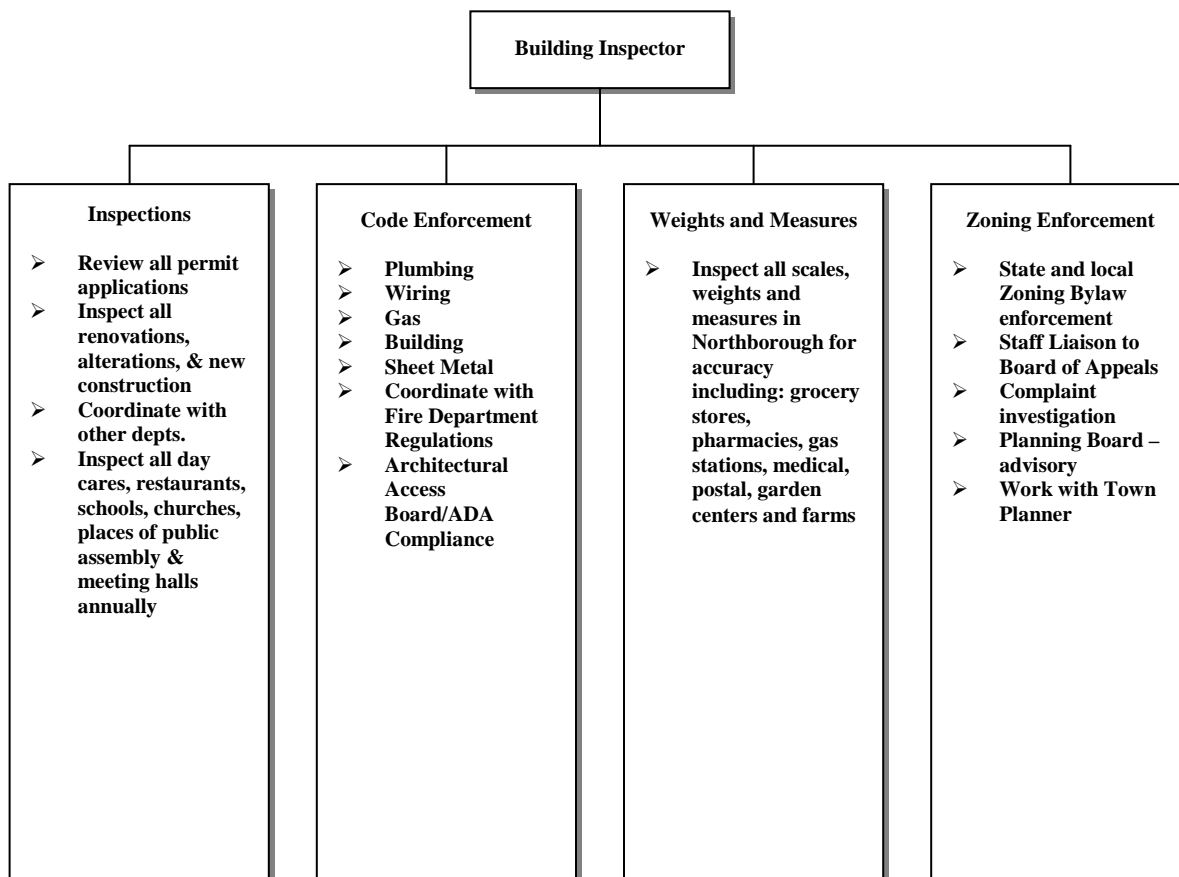 Building Inspector
Inspections
➢ Review all permit
applications
➢ Inspect all
renovations,
alterations, & new
construction
➢ Coordinate with
other depts.
➢ Inspect all day
cares, restaurants,
schools, churches,
places of public
assembly &
meeting halls
annually
Code Enforcement
➢ Plumbing
➢ Wiring
➢ Gas
➢ Building
➢ Sheet Metal
➢ Coordinate with
Fire Department
Regulations
➢ Architectural
Access
Board/ADA
Compliance
Weights and Measures
➢ Inspect all scales,
weights and
measures in
Northborough for
accuracy
including: grocery
stores,
pharmacies, gas
stations, medical,
postal, garden
centers and farms
Zoning Enforcement
➢ State and local
Zoning Bylaw
enforcement
➢ Staff Liaison to
Board of Appeals
➢ Complaint
investigation
➢ Planning Board –
advisory
➢ Work with Town
Planner